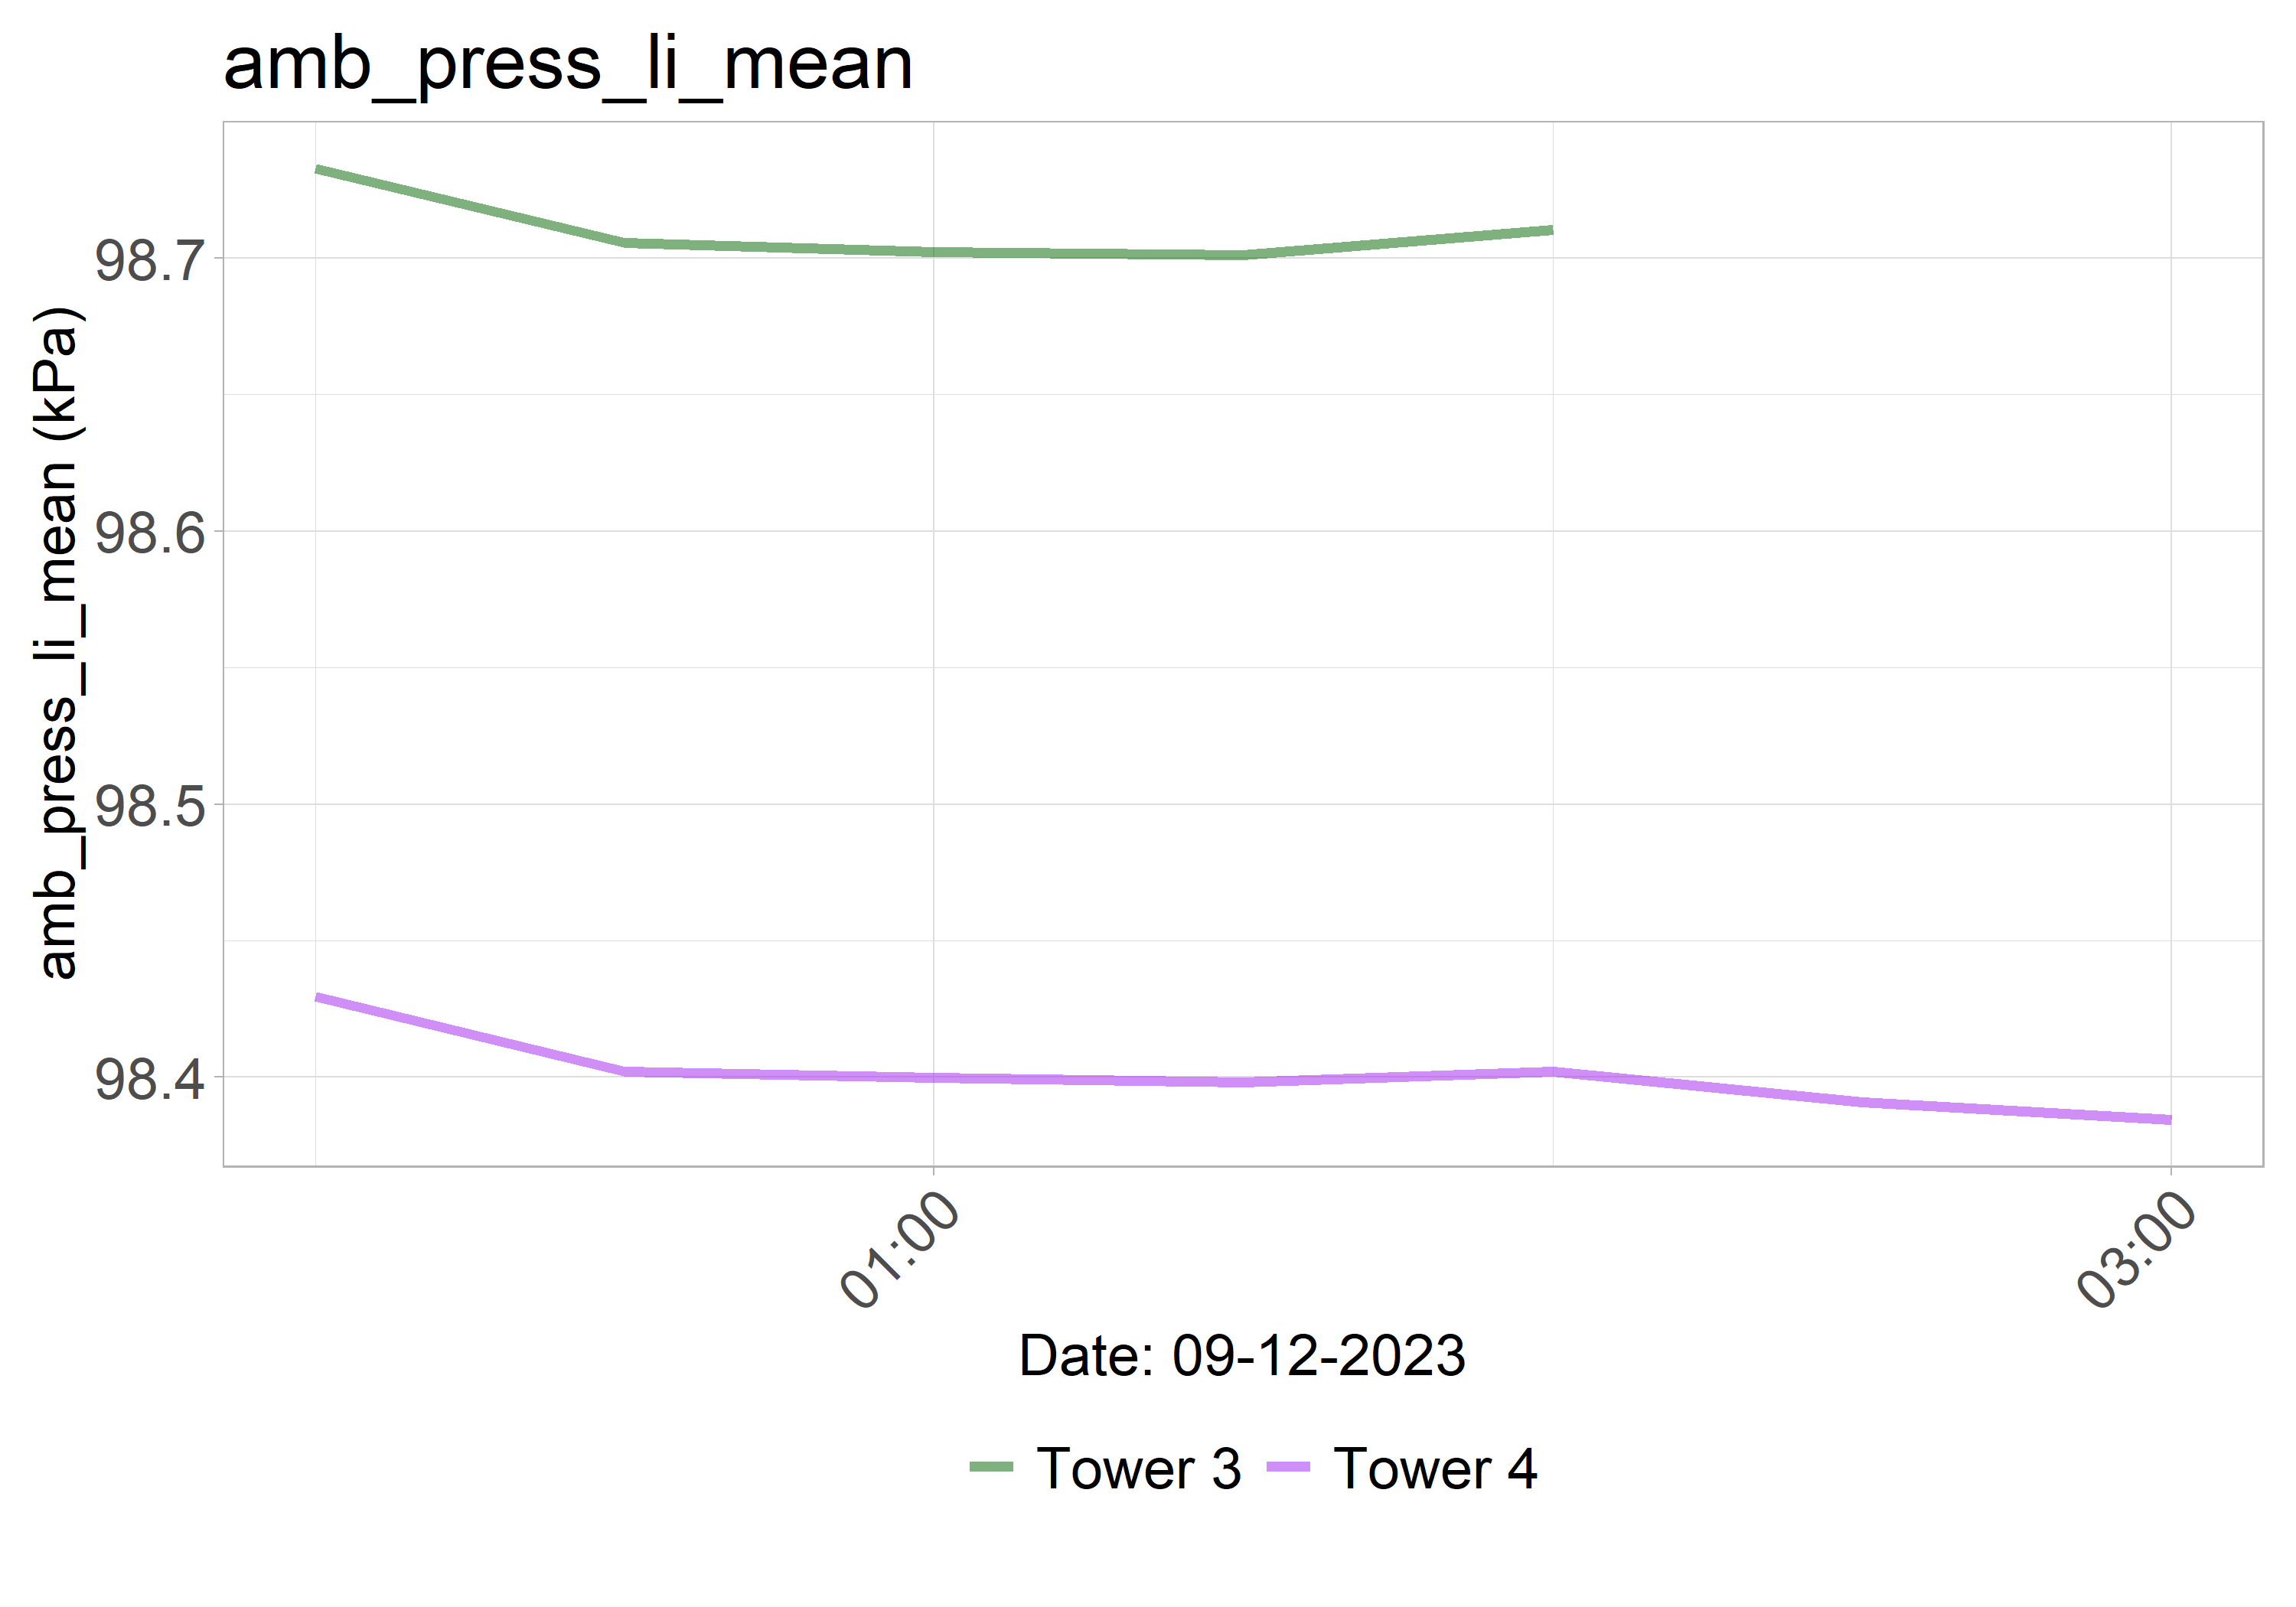 amb_press_li_mean
amb_press_li_mean (kPa)
98.7
98.6
98.5
98.4
01:00
03:00
Date: 09-12-2023
Tower 3
Tower 4